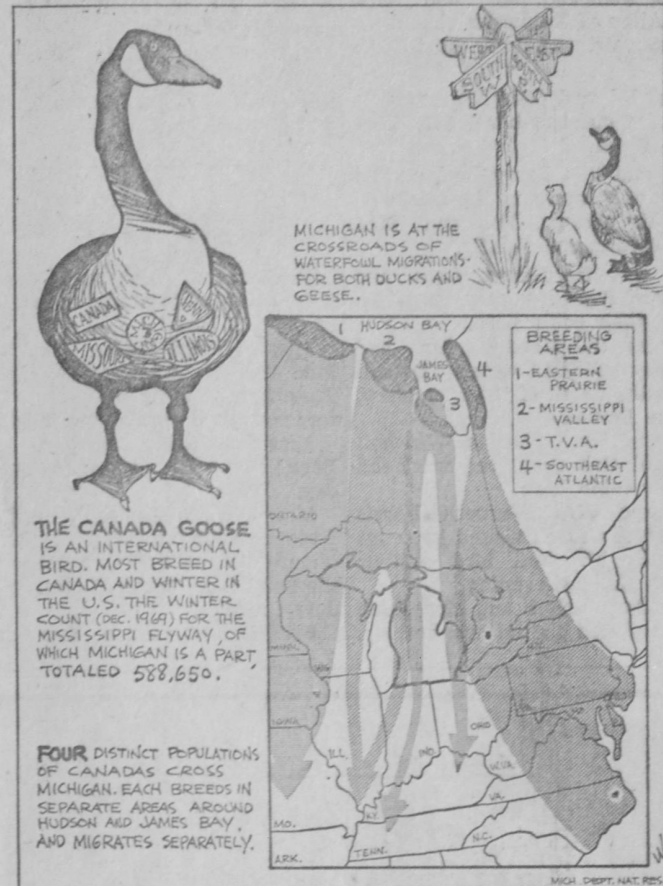 WEST EAST
SOUTH SOUTH
W E
MICHIGAN IS AT THE
CROSSROADS OF
WATERFOWL MIGRATIONS-
FOR BOTH DUCKS AND
GEESE.
CANADA
MICHIGAN
TENN.
MISSOURI
ILLINOIS
THE CANADA GOOSE
IS AN INTERNATIONAL
BIRD. MOST BREED IN
CANADA AND WINTER IN
THE U.S. THE WINTER
COUNT (DEC. 1969) FOR THE
MISSISSIPPI FLYWAY, OF
WHICH MICHIGAN IS A PART,
TOTALED 588,650.
FOUR DISTINCT POPULATIONS
OF CANADAS CROSS
MICHIGAN. EACH BREEDS IN
SEPARATE AREAS AROUND
HUDSON AND JAMES BAY,
AND MIGRATES SEPARATELY.
1 HUDSON BAY
2
JAMES
BAY
3
4
BREEDING
AREAS
1-EASTERN
PRAIRIE
2-MISSISSIPPI
VALLEY
3-T.V.A.
4-SOUTHEAST
ATLANTIC
ONTARIO
IOWA
ILL.
IND.
OHIO
W.VA.
VA.
KY.
MO.
TENN.
N.C.
ARK.
MICH. DEPT. NAT. RES.